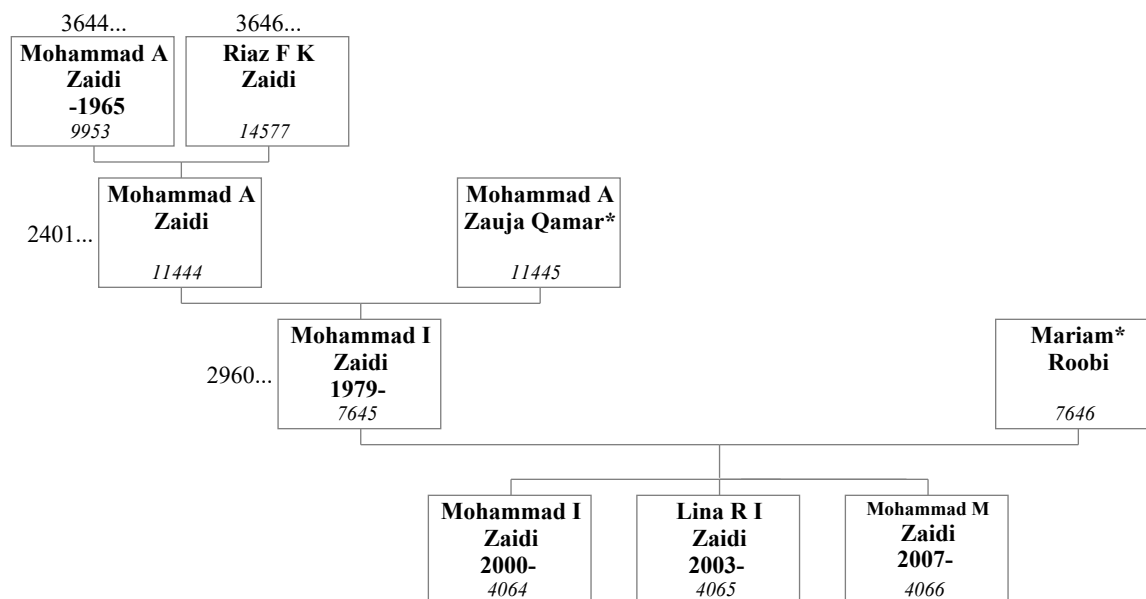 3644...
3646...
Mohammad A
Zaidi
-1965
9953
Riaz F K
Zaidi
14577
2401...
Mohammad A
Zaidi
11444
Mohammad A
Zauja Qamar*
11445
2960...
Mohammad I
Zaidi
1979-
7645
Mariam*
Roobi
7646
Mohammad I
Zaidi
2000-
4064
Lina R I
Zaidi
2003-
4065
Mohammad M
Zaidi
2007-
4066